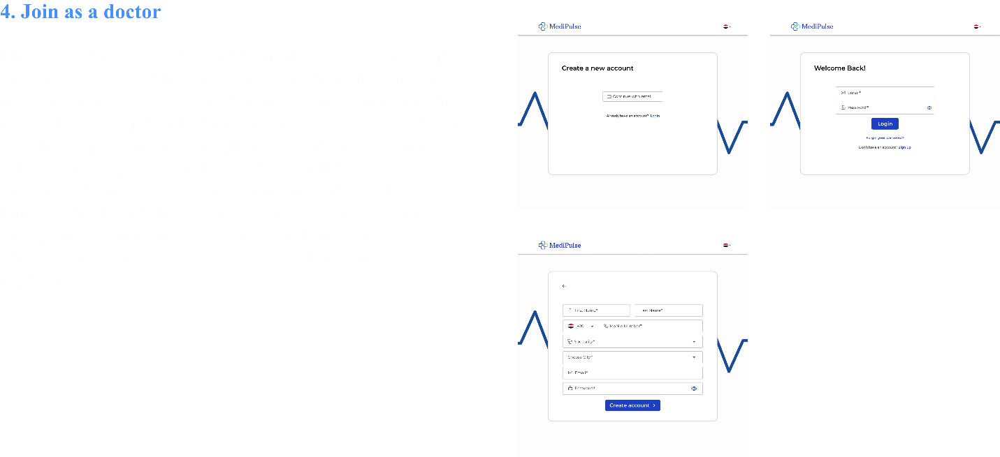 4. Join as a doctor
MediPulse
Create a new account
Continue with email
Already have an account? Login
MediPulse
Welcome Back!
Email*
Password*
Login
Forgot your password?
Don't have an account? Sign up
MediPulse
First Name*
Last Name*
+20
Mobile Number*
Speciality*
Choose City*
Email*
Password*
Create account